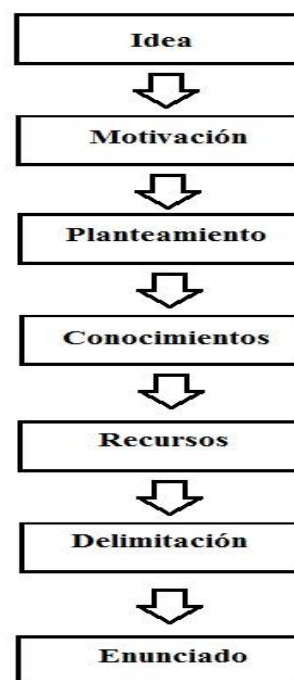 Idea
Motivación
Planteamiento
Conocimientos
Recursos
Delimitación
Enunciado